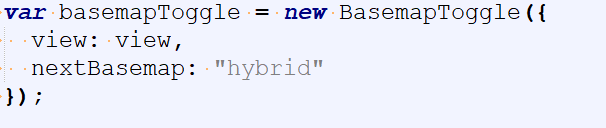 var basemapToggle = new BasemapToggle({
view: view,
nextBasemap: "hybrid"
});